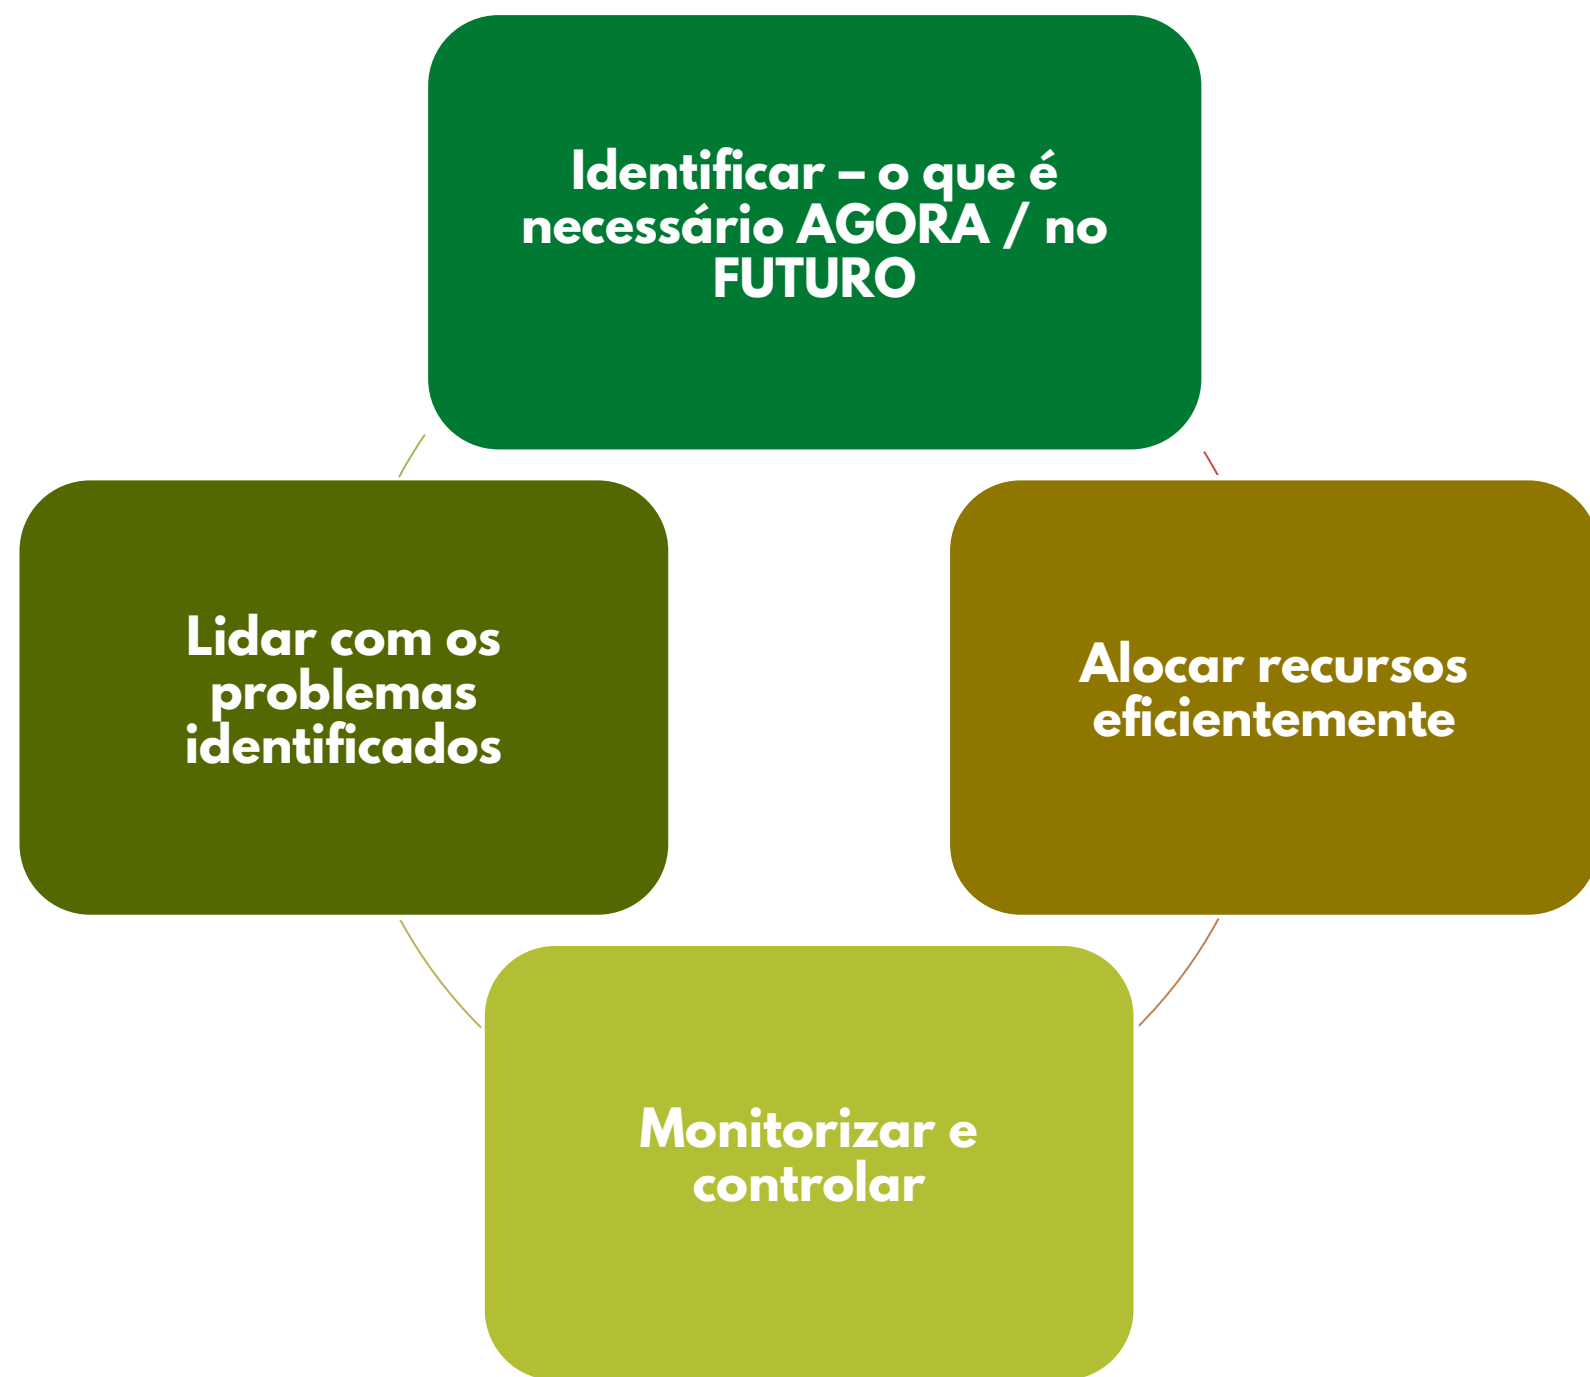 Identificar – o que é
necessário AGORA / no
FUTURO
Lidar com os
problemas
identificados
Alocar recursos
eficientemente
Monitorizar e
controlar